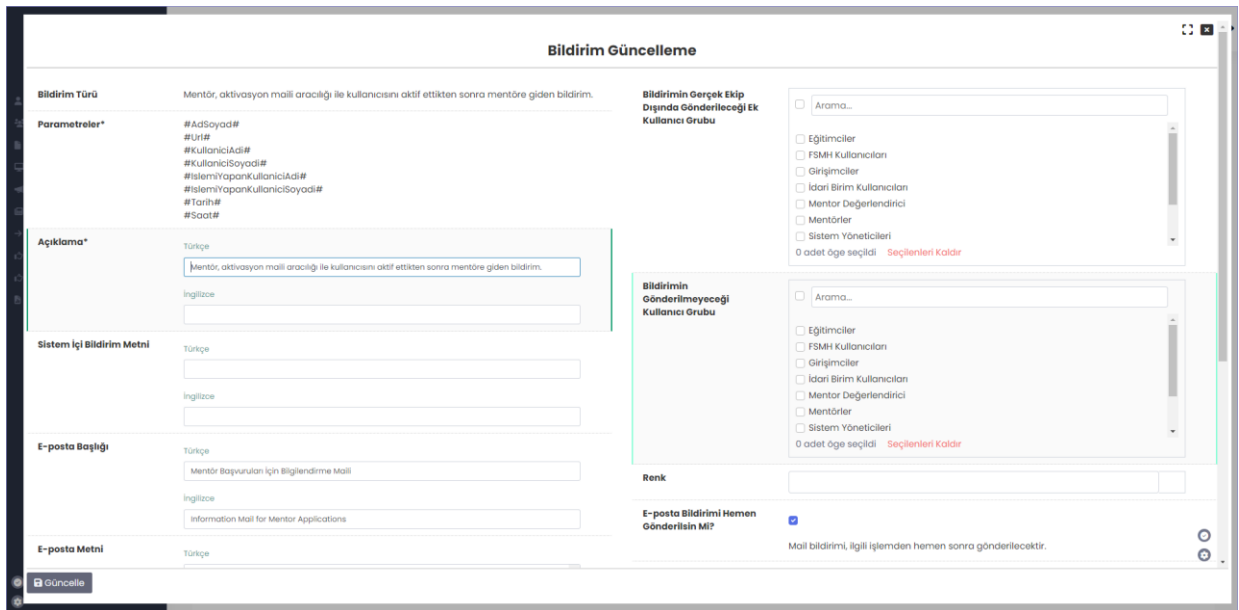 Bildirim Güncelleme
Bildirim Türü
Mentör, aktivasyon maili aracılığı ile kullanıcısını aktif ettikten sonra mentöre giden bildirim.
Parametreler*
#AdSoyad#
#Url#
#KullaniciAdi#
#KullaniciSoyadi#
#IslemiYapanKullaniciAdi#
#IslemiYapanKullaniciSoyadi#
#Tarih#
#Saat#
Açıklama*
Türkçe
Mentör, aktivasyon maili aracılığı ile kullanıcısını aktif ettikten sonra mentöre giden bildirim.
İngilizce
Sistem İçi Bildirim Metni
Türkçe
İngilizce
E-posta Başlığı
Türkçe
Mentör Başvuruları İçin Bilgilendirme Maili
İngilizce
Information Mail for Mentor Applications
E-posta Metni
Türkçe
Bildirimin Gerçek Ekip
Dışında Gönderileceği Ek
Kullanıcı Grubu
Arama...
Eğitimciler
FSMH Kullanıcıları
Girişimciler
İdari Birim Kullanıcıları
Mentor Değerlendirici
Mentörler
Sistem Yöneticileri
0 adet öge seçildi Seçilenleri Kaldır
Bildirimin
Gönderilmeyeceği
Kullanıcı Grubu
Arama...
Eğitimciler
FSMH Kullanıcıları
Girişimciler
İdari Birim Kullanıcıları
Mentor Değerlendirici
Mentörler
Sistem Yöneticileri
0 adet öge seçildi Seçilenleri Kaldır
Renk
E-posta Bildirimi Hemen
Gönderilsin Mi?
Mail bildirimi, ilgili işlemden hemen sonra gönderilecektir.
Güncelle